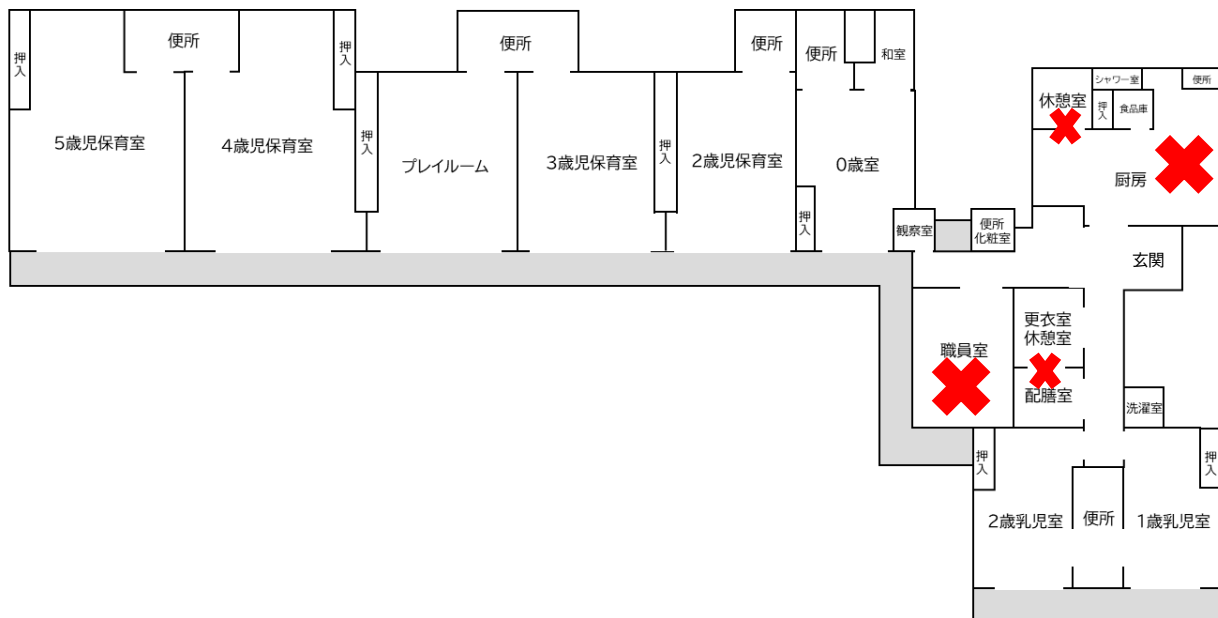 押入
便所
押入
5歳児保育室
4歳児保育室
便所
押入
プレイルーム
3歳児保育室
押入
便所
2歳児保育室
便所
和室
0歳室
押入
観察室
便所
化粧室
休憩室
シャワー室
便所
押入
食品庫
厨房
玄関
職員室
更衣室
休憩室
配膳室
洗濯室
押入
押入
2歳乳児室
便所
1歳乳児室